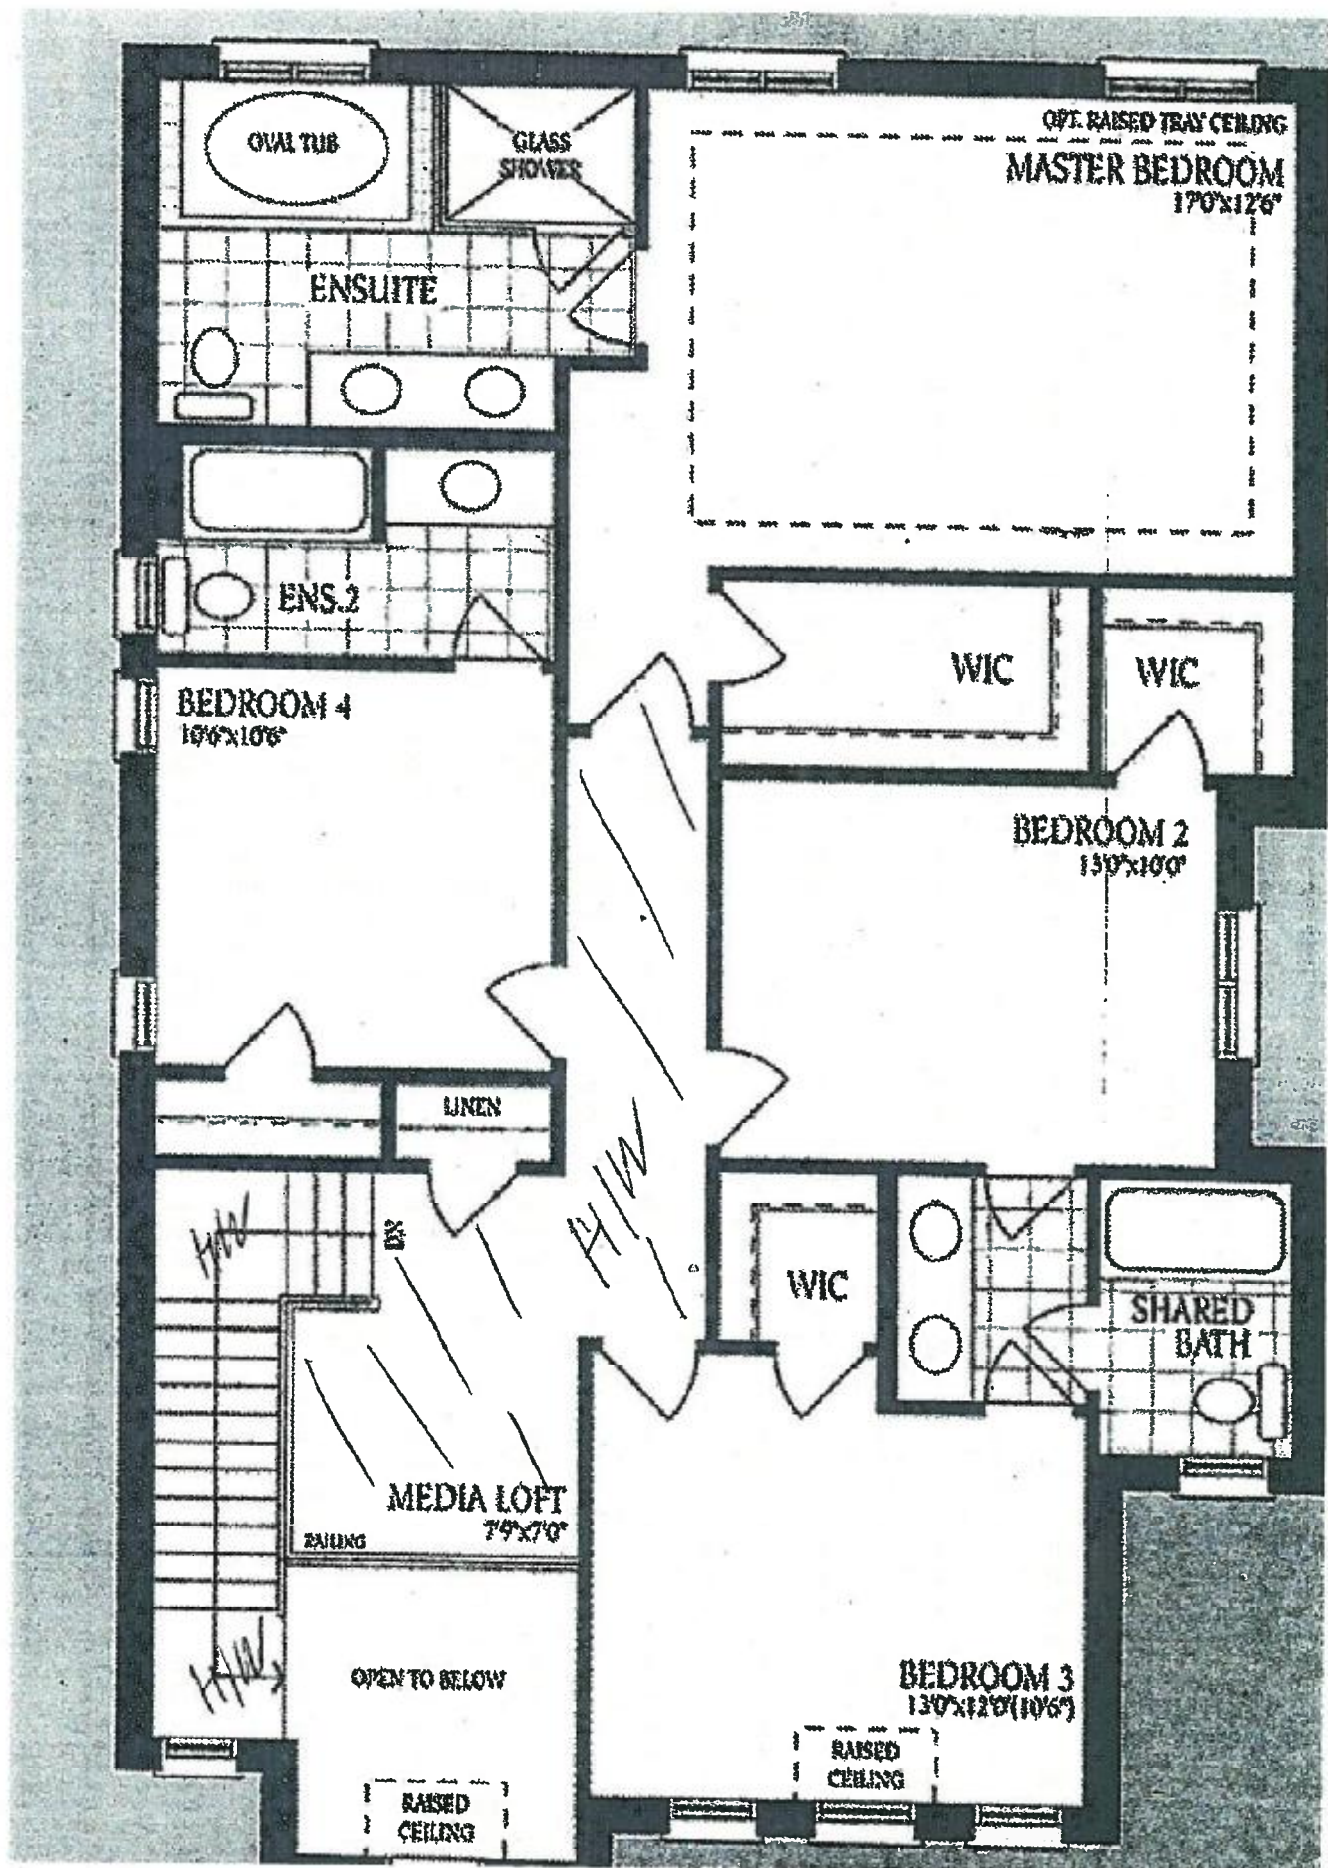 OVAL TUB
GLASS
SHOWER
OPT. RAISED TRAY CEILING
MASTER BEDROOM
17'0"x12'6"
ENSUITE
ENS.2
BEDROOM 4
10'6"x10'6"
WIC
WIC
BEDROOM 2
13'0"x10'0"
LINEN
H/W
H/W
DN
WIC
SHARED
BATH
MEDIA LOFT
7'9"x7'0"
RAILING
H/W
OPEN TO BELOW
BEDROOM 3
13'0"x12'0"(10'6")
RAISED
CEILING
RAISED
CEILING